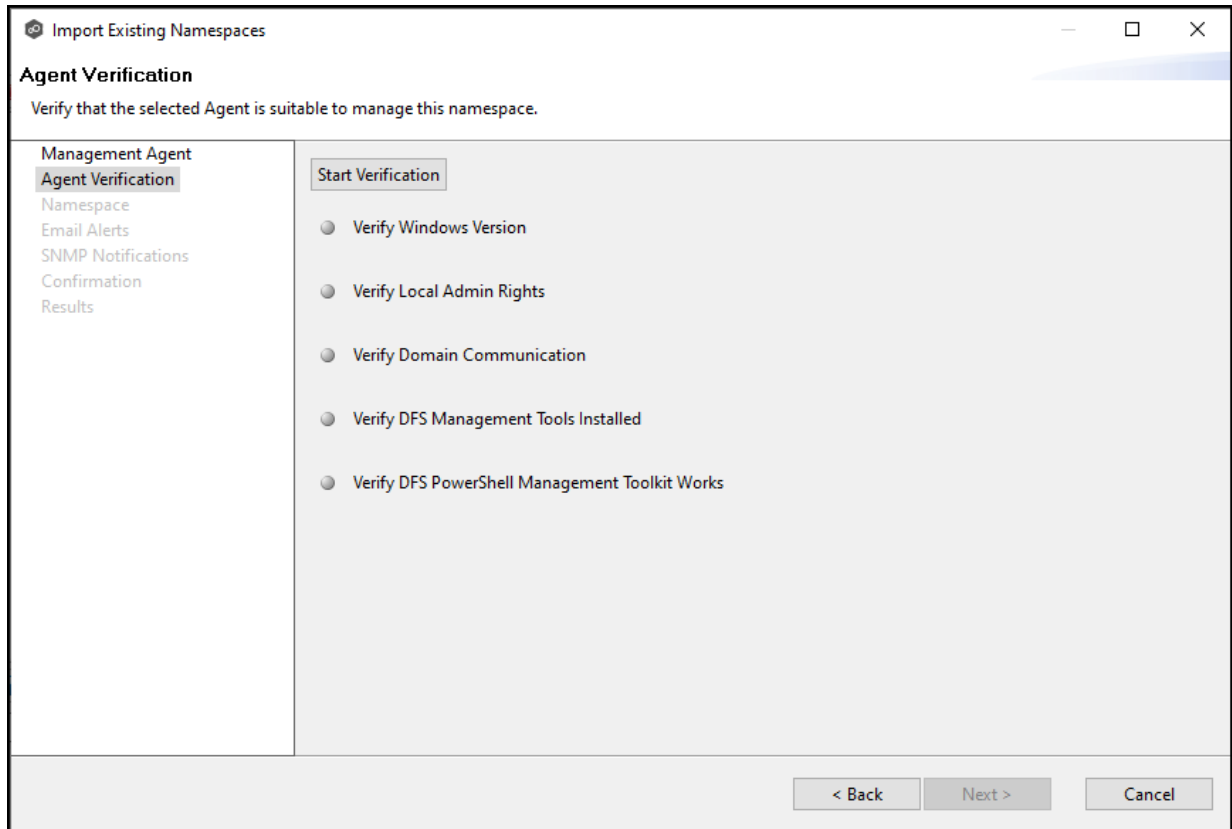 Import Existing Namespaces
Agent Verification
Verify that the selected Agent is suitable to manage this namespace.
Management Agent
Agent Verification
Namespace
Email Alerts
SNMP Notifications
Confirmation
Results
Start Verification
Verify Windows Version
Verify Local Admin Rights
Verify Domain Communication
Verify DFS Management Tools Installed
Verify DFS PowerShell Management Toolkit Works
< Back
Next >
Cancel